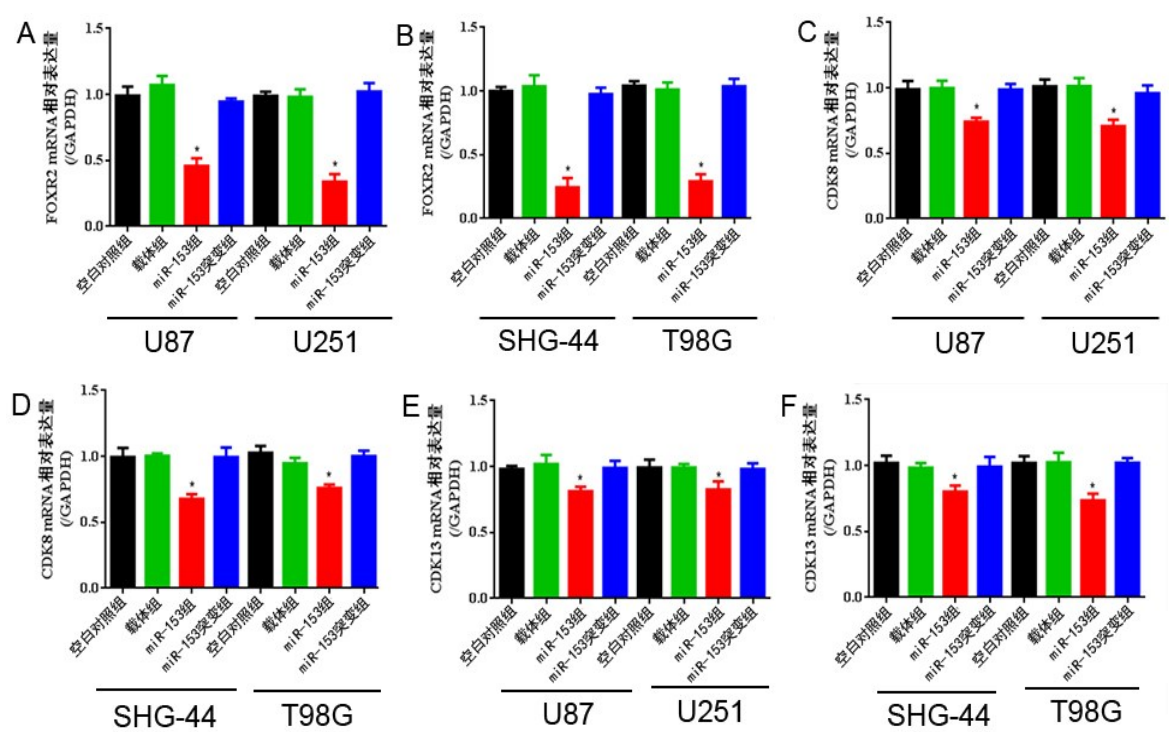 A
FOXR2 mRNA 相对表达量
(/GAPDH)
1.5
1.0
0.5
0.0
空白对照组
载体组
miR-153组
miR-153突变组
空白对照组
载体组
miR-153组
miR-153突变组
*
*
U87
U251
B
FOXR2 mRNA 相对表达量
(/GAPDH)
1.5
1.0
0.5
0.0
空白对照组
载体组
miR-153组
miR-153突变组
空白对照组
载体组
miR-153组
miR-153突变组
*
*
SHG-44
T98G
C
CDK8 mRNA相对表达量
(/GAPDH)
1.5
1.0
0.5
0.0
空白对照组
载体组
miR-153组
miR-153突变组
空白对照组
载体组
miR-153组
miR-153突变组
*
*
U87
U251
D
CDK8 mRNA相对表达量
(/GAPDH)
1.5
1.0
0.5
0.0
空白对照组
载体组
miR-153组
miR-153突变组
空白对照组
载体组
miR-153组
miR-153突变组
*
*
SHG-44
T98G
E
CDK13 mRNA相对表达量
(/GAPDH)
1.5
1.0
0.5
0.0
空白对照组
载体组
miR-153组
miR-153突变组
空白对照组
载体组
miR-153组
miR-153突变组
*
*
U87
U251
F
CDK13 mRNA相对表达量
(/GAPDH)
1.5
1.0
0.5
0.0
空白对照组
载体组
miR-153组
miR-153突变组
空白对照组
载体组
miR-153组
miR-153突变组
*
*
SHG-44
T98G